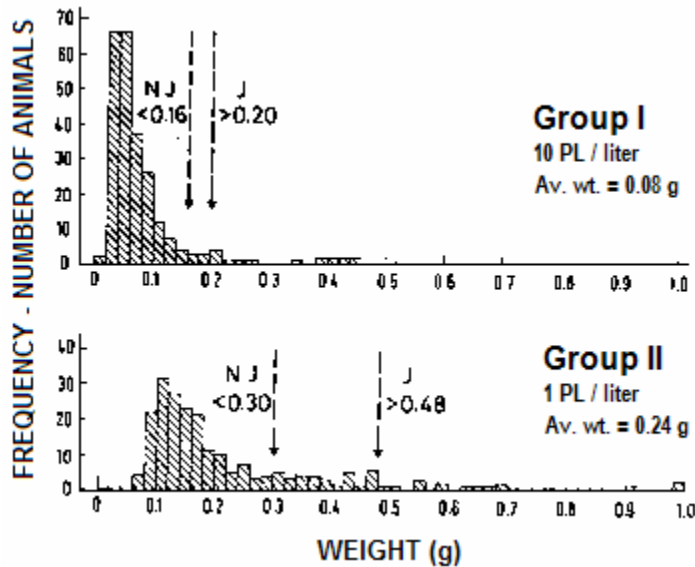 FREQUENCY - NUMBER OF ANIMALS
70
60
50
40
30
20
10
0
N J
<0.16
J
>0.20
Group I
10 PL / liter
Av. wt. = 0.08 g
0 0.1 0.2 0.3 0.4 0.5 0.6 0.7 0.8 0.9 1.0
40
30
20
10
0
N J
<0.30
J
>0.48
Group II
1 PL / liter
Av. wt. = 0.24 g
0 0.1 0.2 0.3 0.4 0.5 0.6 0.7 0.8 0.9 1.0
WEIGHT (g)